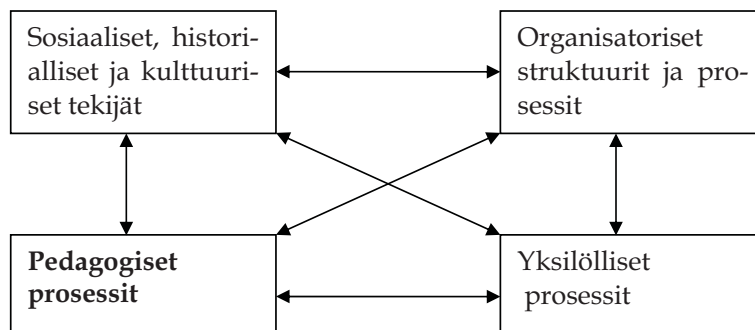 Sosiaaliset, histori-
alliset ja kulttuuri-
set tekijät
Organisatoriset
struktuurit ja pro-
sessit
Pedagogiset
prosessit
Yksilölliset
prosessit